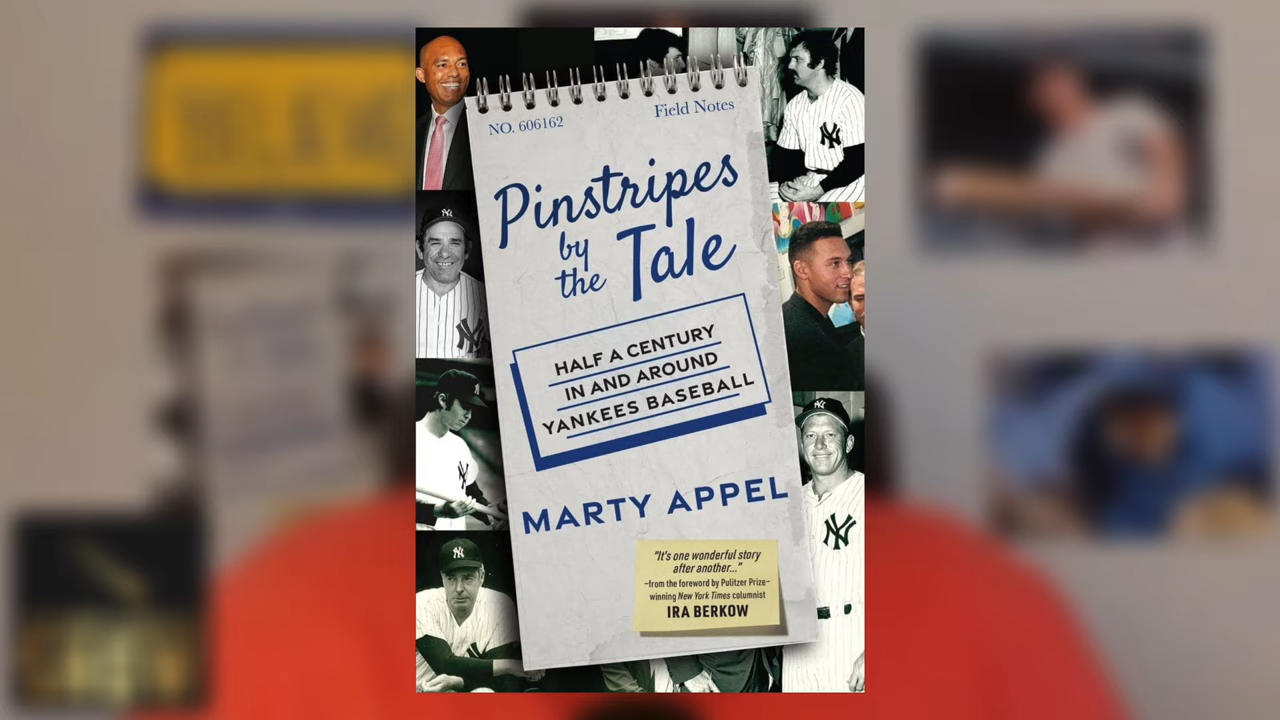 NO. 606162
Field Notes
Pinstripes
by
the Tale
HALF A CENTURY
IN AND AROUND
YANKEES BASEBALL
MARTY APPEL
"It's one wonderful story
after another..."
–from the foreword by Pulitzer Prize–
winning New York Times columnist
IRA BERKOW